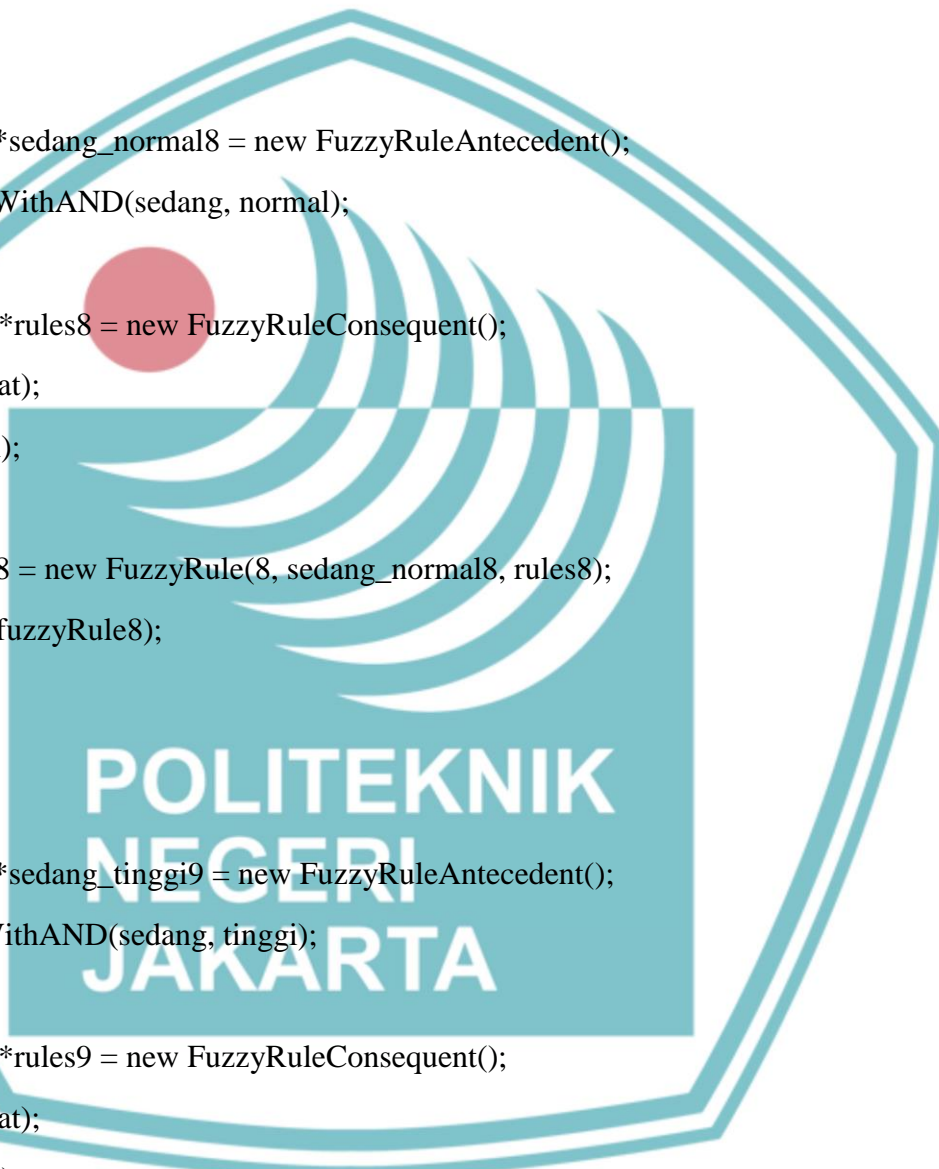 *sedang_normal8 = new FuzzyRuleAntecedent();
WithAND(sedang, normal);
*rules8 = new FuzzyRuleConsequent();
at);
);
8 = new FuzzyRule(8, sedang_normal8, rules8);
fuzzyRule8);
POLITEKNIK
NEGERI
JAKARTA
*sedang_tinggi9 = new FuzzyRuleAntecedent();
WithAND(sedang, tinggi);
*rules9 = new FuzzyRuleConsequent();
at);